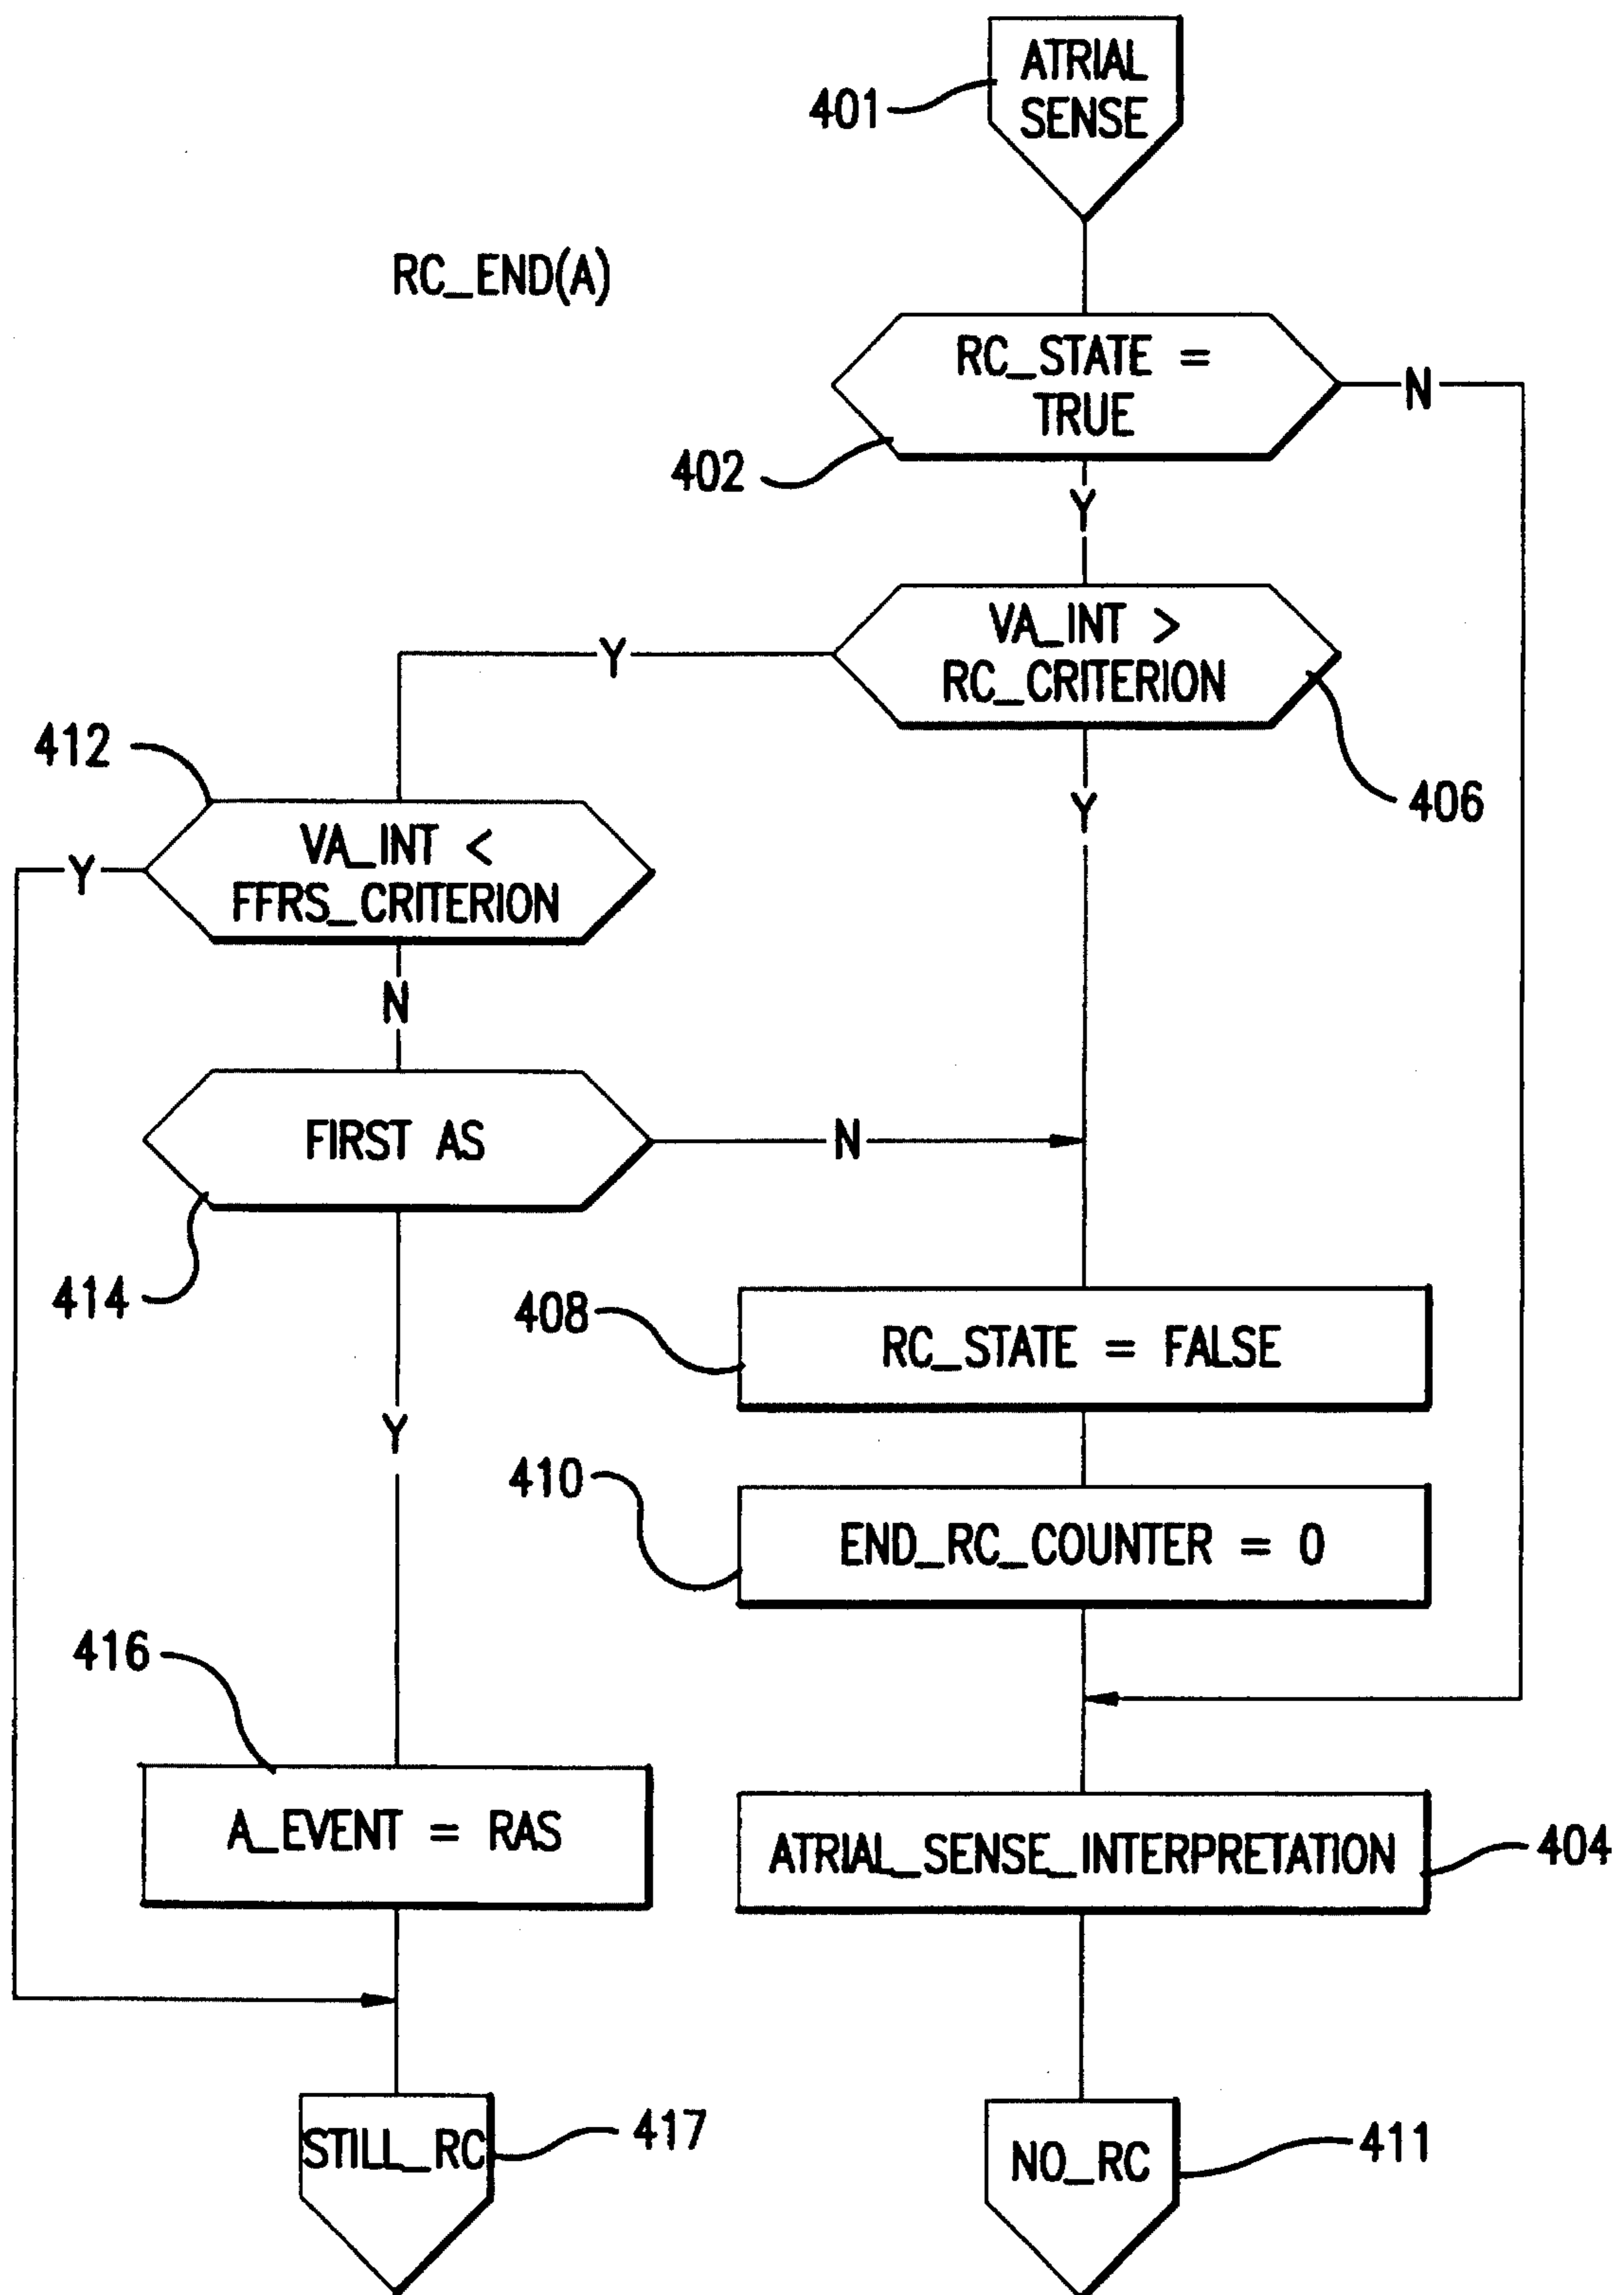 ATRIAL
SENSE
401
RC_END(A)
RC_STATE =
TRUE
N
402
Y
VA_INT >
RC_CRITERION
Y
406
Y
412
VA_INT <
FFRS_CRITERION
Y
N
FIRST AS
N
414
Y
408
RC_STATE = FALSE
410
END_RC_COUNTER = 0
416
A_EVENT = RAS
ATRIAL_SENSE_INTERPRETATION
404
STILL_RC
417
NO_RC
411